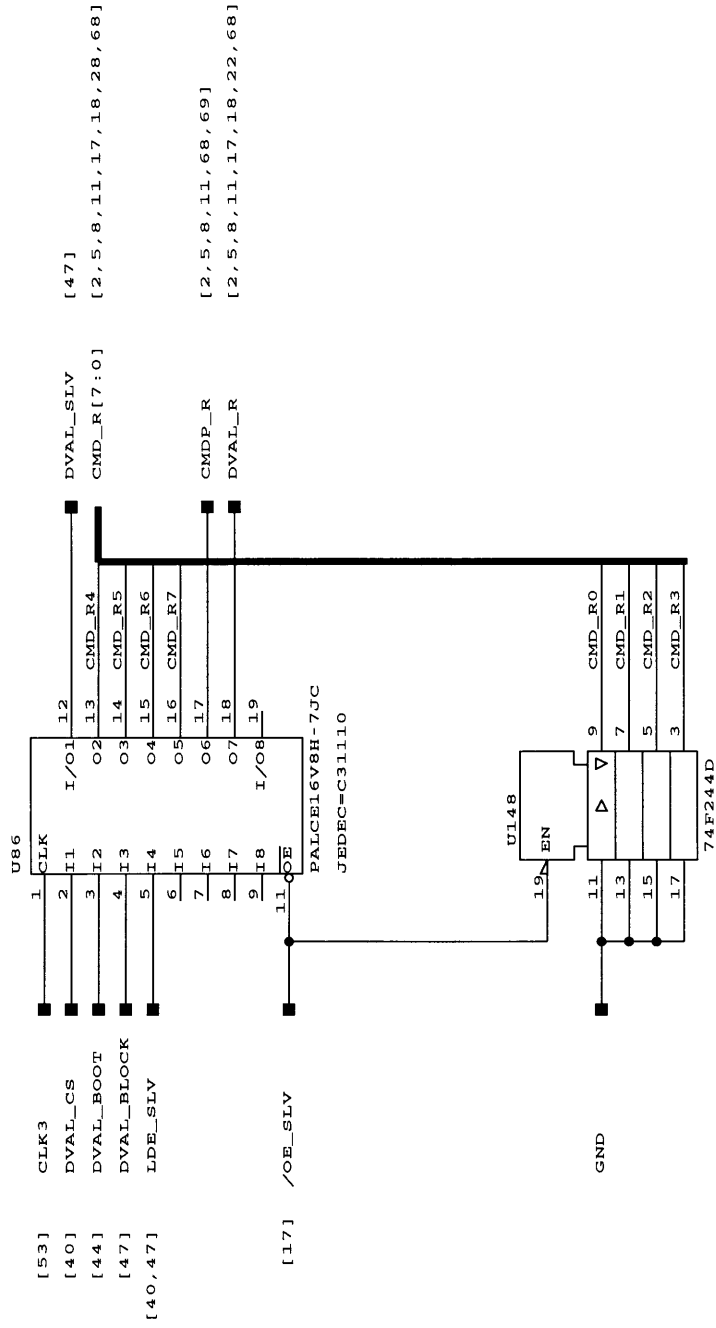 [53] CLK3
[40] DVAL_CS
[44] DVAL_BOOT
[47] DVAL_BLOCK
[40,47] LDE_SLV
[17] /OE_SLV
GND
U86
1 CLK
2 I1
3 I2
4 I3
5 I4
6 I5
7 I6
8 I7
9 I8
11 OE
I/O1 12
O2 13 CMD_R4
O3 14 CMD_R5
O4 15 CMD_R6
O5 16 CMD_R7
O6 17
O7 18
I/O8 19
PALCE16V8H-7JC
JEDEC=C31110
DVAL_SLV [47]
CMD_R[7:0] [2,5,8,11,17,18,28,68]
CMDP_R [2,5,8,11,68,69]
DVAL_R [2,5,8,11,17,18,22,68]
U148
19 EN
11 9 CMD_R0
13 7 CMD_R1
15 5 CMD_R2
17 3 CMD_R3
74F244D